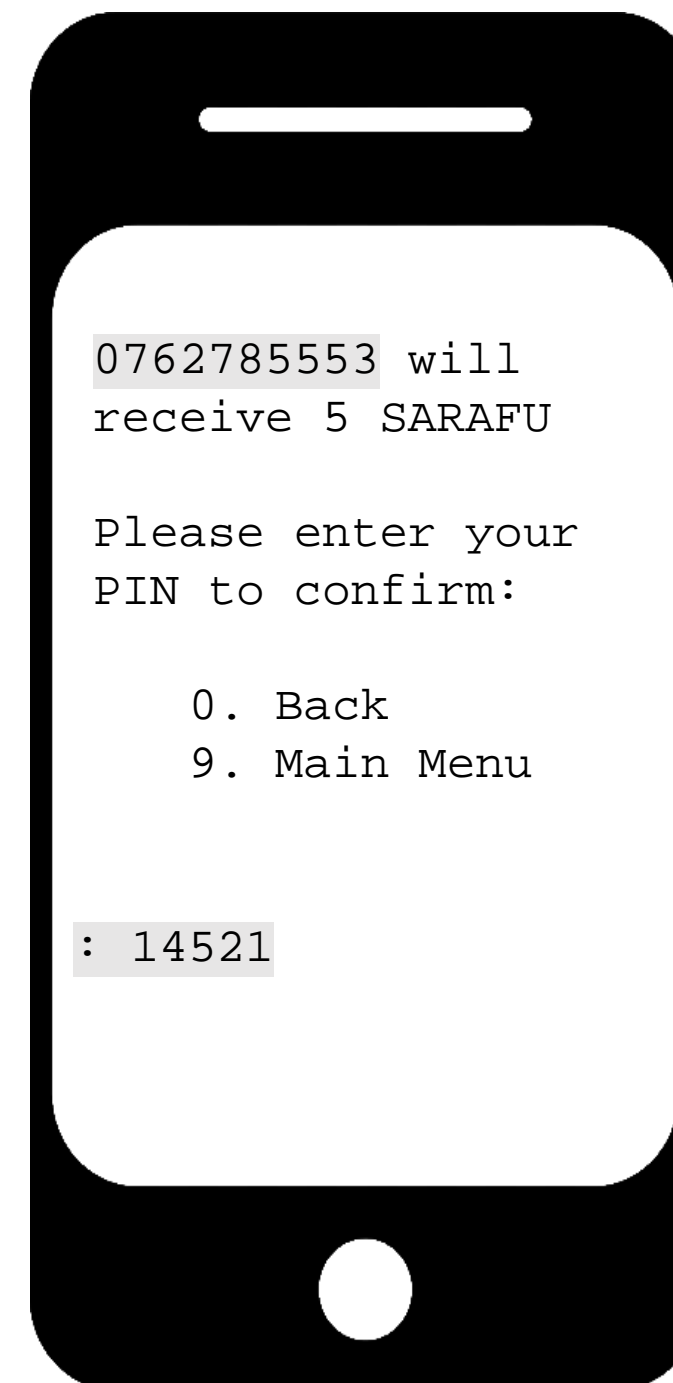 0762785553 will
receive 5 SARAFU
Please enter your
PIN to confirm:
0. Back
9. Main Menu
: 14521